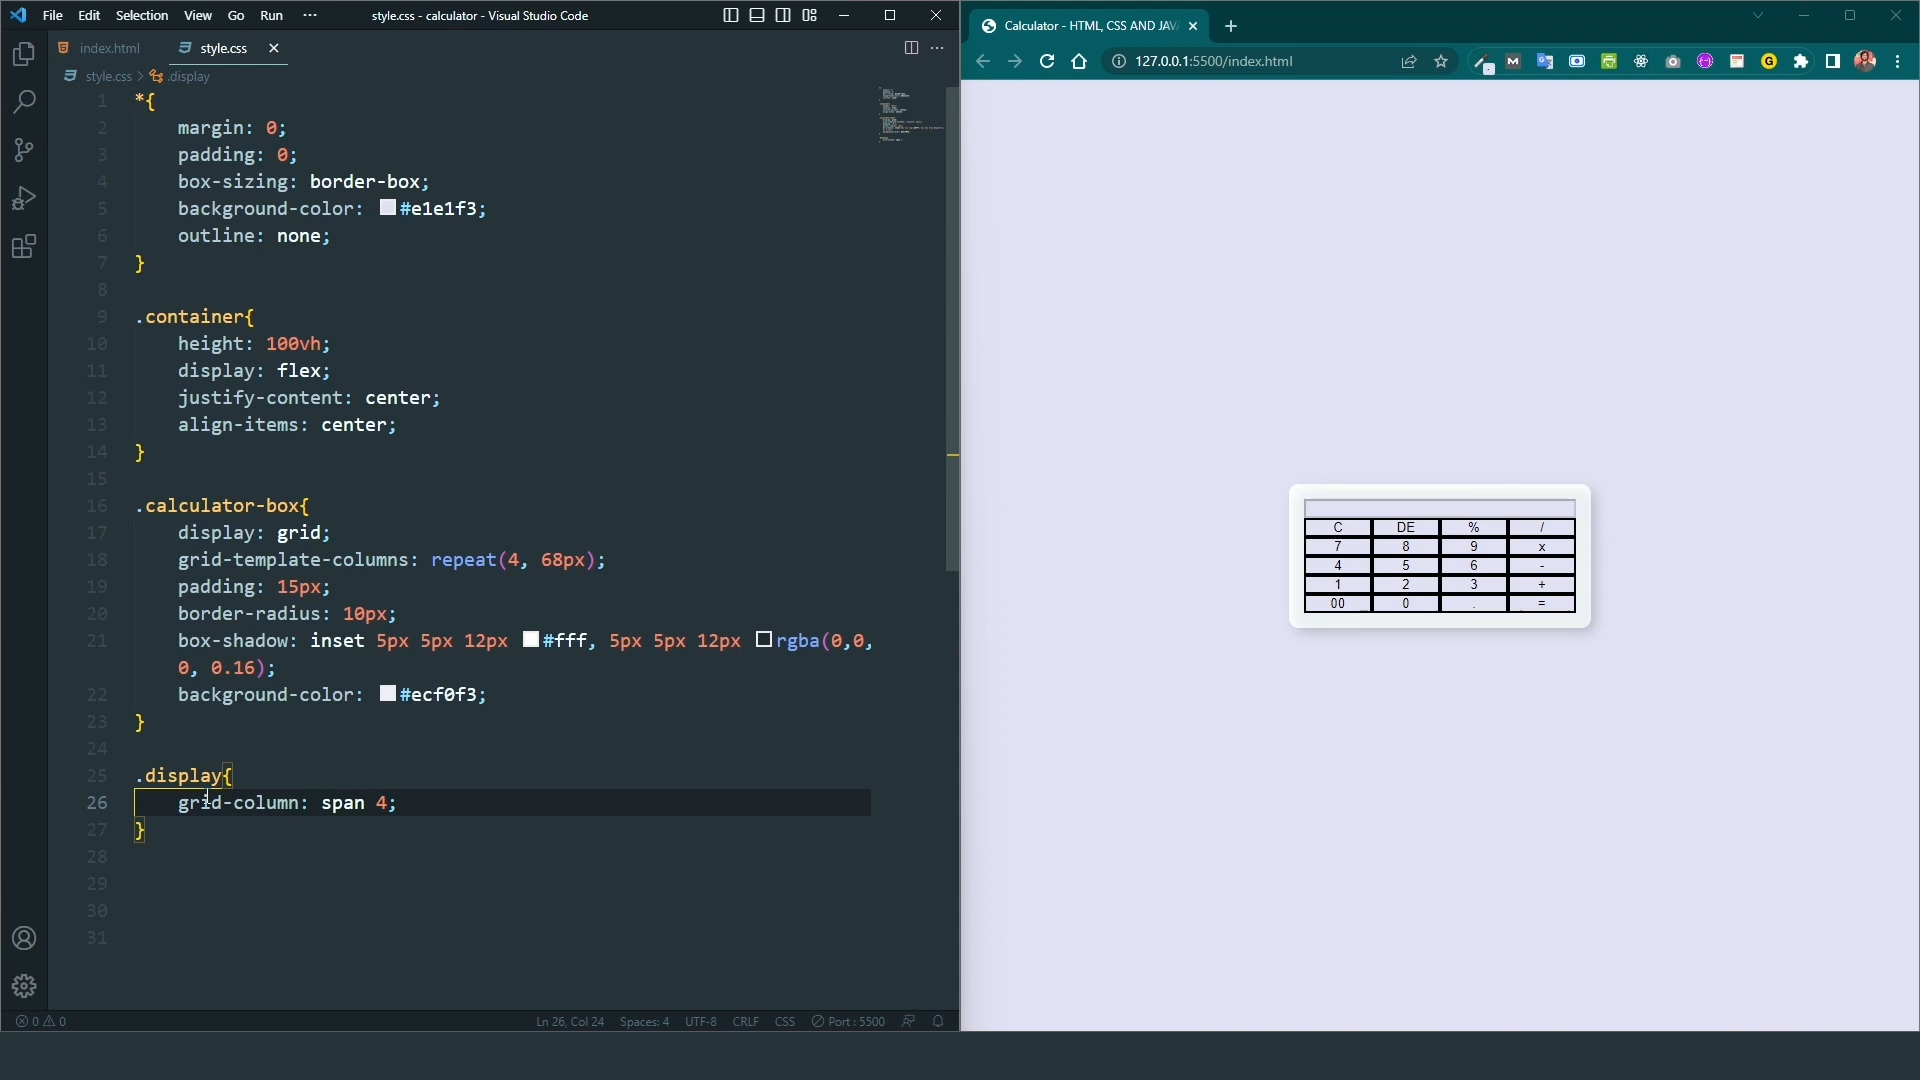 File Edit Selection View Go Run ··· style.css - calculator - Visual Studio Code
index.html style.css
style.css > .display
1 *{
2 margin: 0;
3 padding: 0;
4 box-sizing: border-box;
5 background-color: #e1e1f3;
6 outline: none;
7 }
8
9 .container{
10 height: 100vh;
11 display: flex;
12 justify-content: center;
13 align-items: center;
14 }
15
16 .calculator-box{
17 display: grid;
18 grid-template-columns: repeat(4, 68px);
19 padding: 15px;
20 border-radius: 10px;
21 box-shadow: inset 5px 5px 12px #fff, 5px 5px 12px rgba(0,0,
0, 0.16);
22 background-color: #ecf0f3;
23 }
24
25 .display{
26 grid-column: span 4;
27 }
28
29
30
31
0 0 Ln 26, Col 24 Spaces: 4 UTF-8 CRLF CSS Port : 5500
Calculator - HTML, CSS AND JAV
127.0.0.1:5500/index.html
C DE % /
7 8 9 x
4 5 6 -
1 2 3 +
00 0 . =